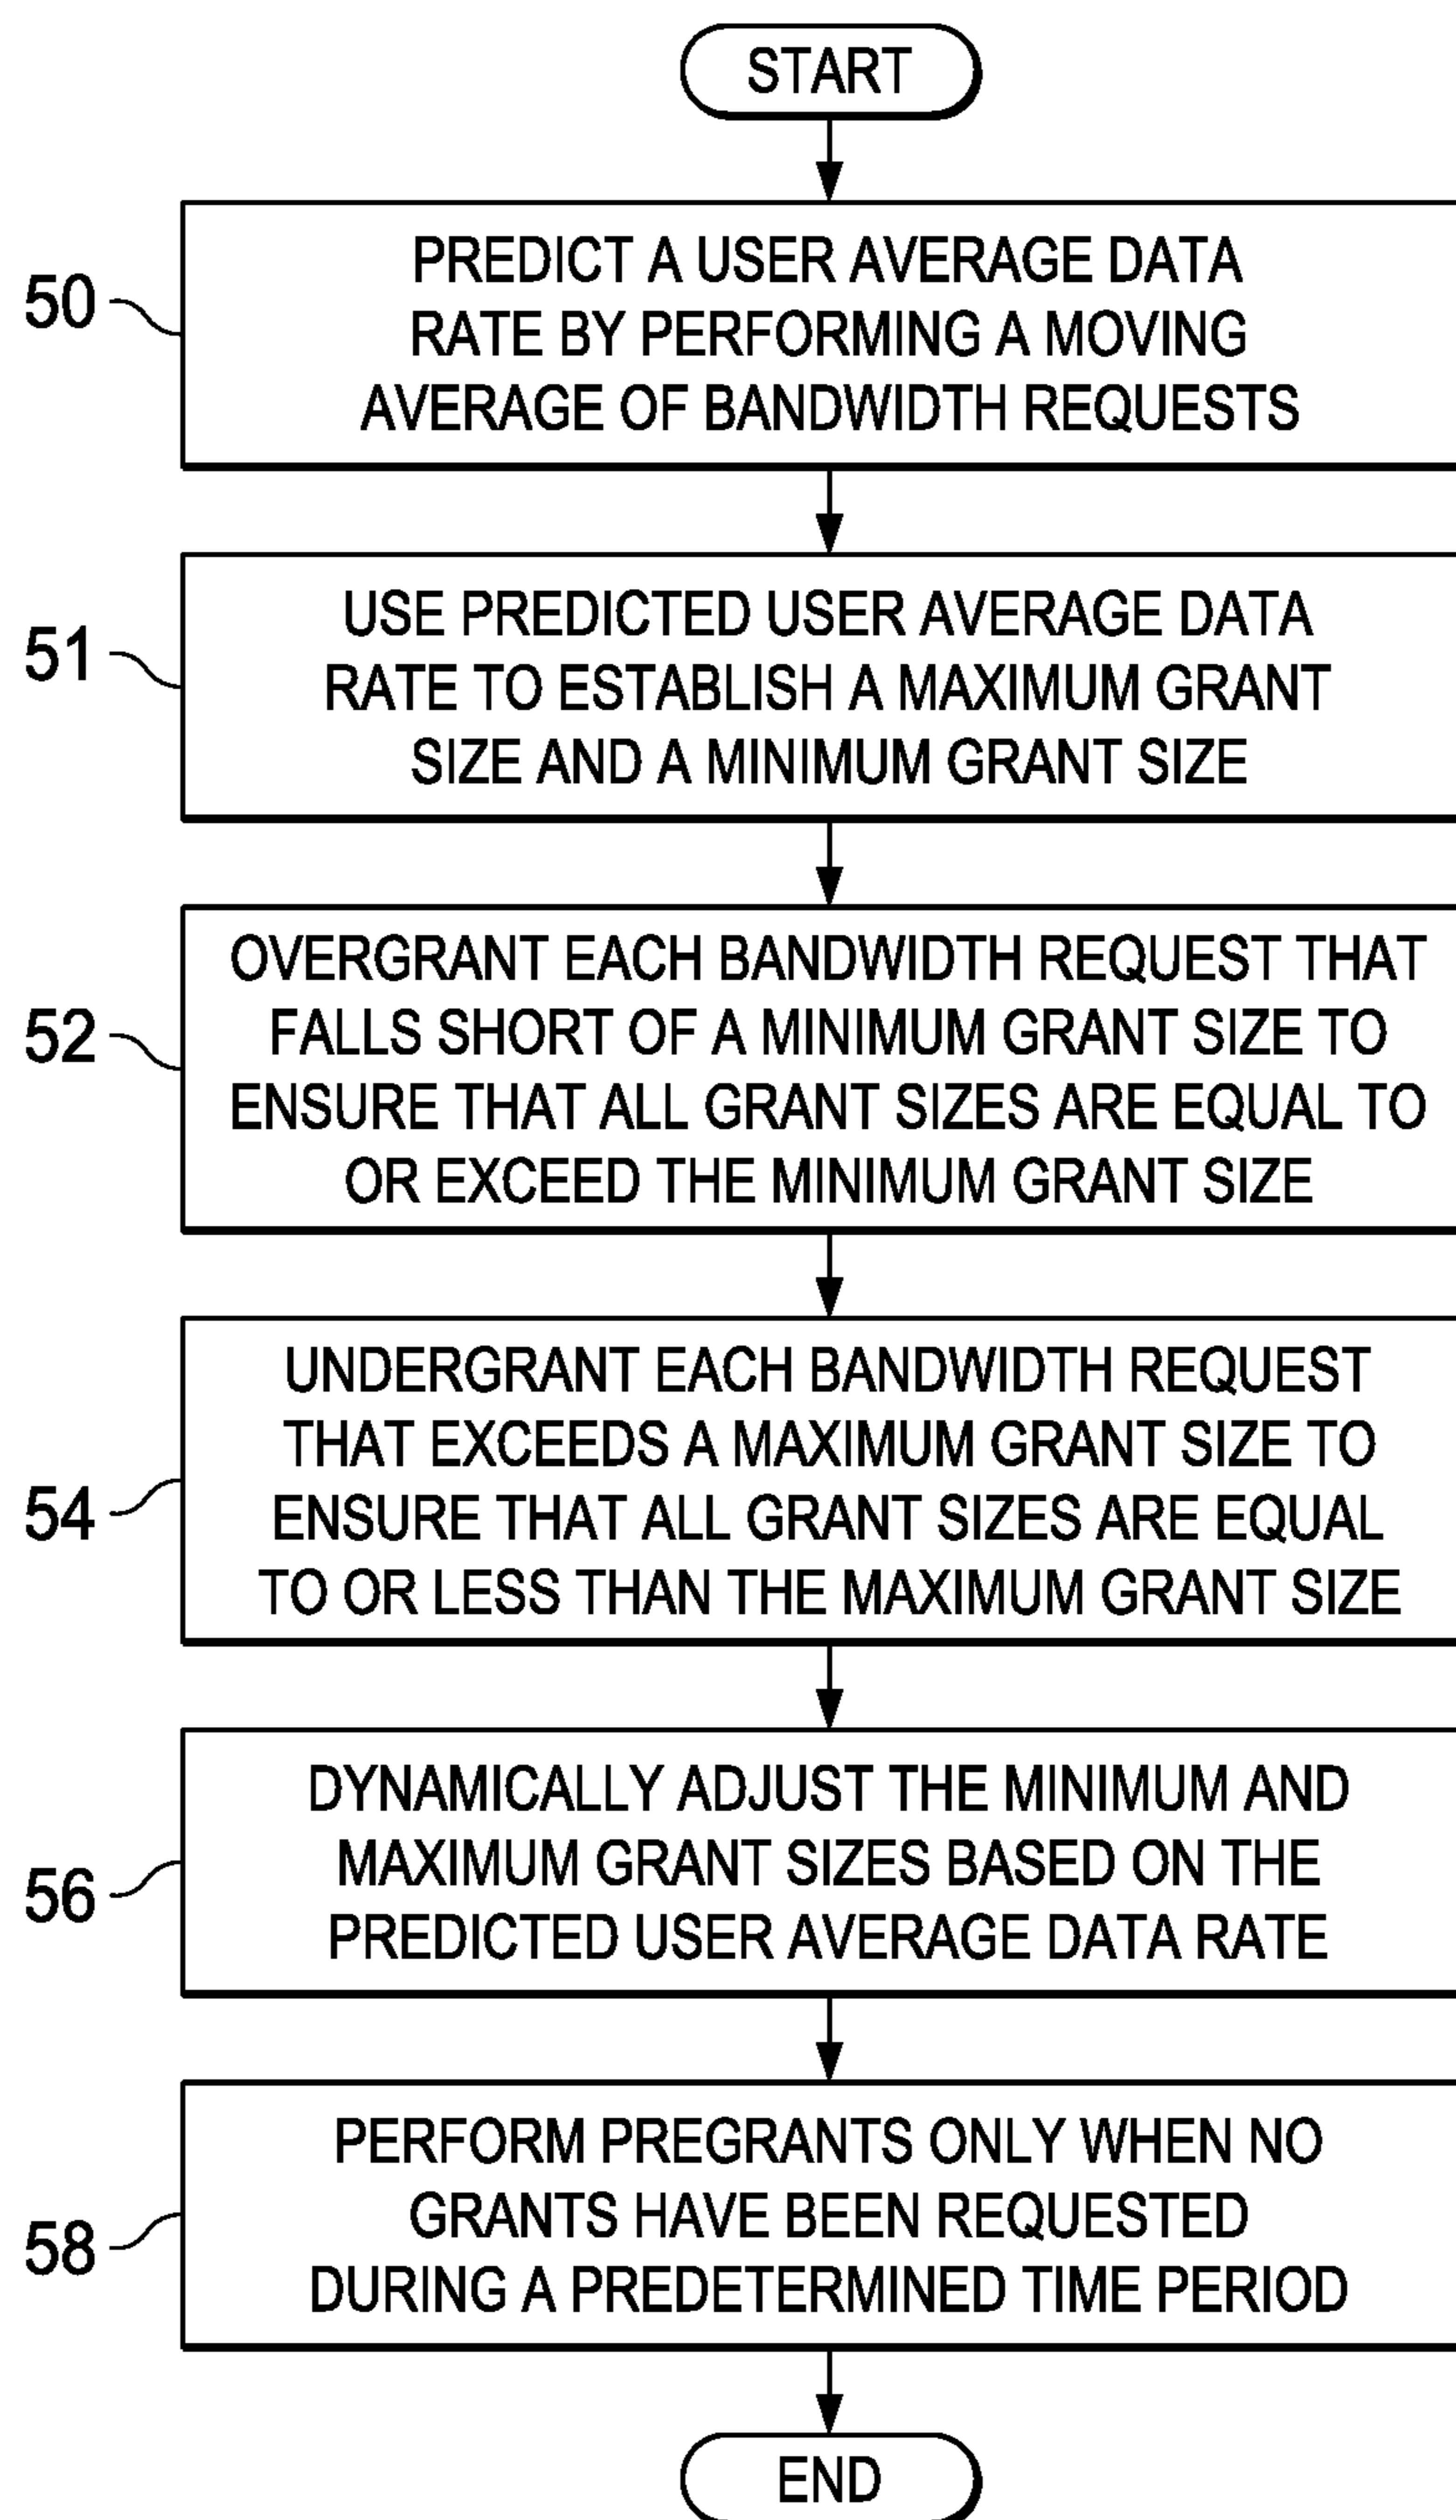 START
50
PREDICT A USER AVERAGE DATA
RATE BY PERFORMING A MOVING
AVERAGE OF BANDWIDTH REQUESTS
51
USE PREDICTED USER AVERAGE DATA
RATE TO ESTABLISH A MAXIMUM GRANT
SIZE AND A MINIMUM GRANT SIZE
52
OVERGRANT EACH BANDWIDTH REQUEST THAT
FALLS SHORT OF A MINIMUM GRANT SIZE TO
ENSURE THAT ALL GRANT SIZES ARE EQUAL TO
OR EXCEED THE MINIMUM GRANT SIZE
54
UNDERGRANT EACH BANDWIDTH REQUEST
THAT EXCEEDS A MAXIMUM GRANT SIZE TO
ENSURE THAT ALL GRANT SIZES ARE EQUAL
TO OR LESS THAN THE MAXIMUM GRANT SIZE
56
DYNAMICALLY ADJUST THE MINIMUM AND
MAXIMUM GRANT SIZES BASED ON THE
PREDICTED USER AVERAGE DATA RATE
58
PERFORM PREGRANTS ONLY WHEN NO
GRANTS HAVE BEEN REQUESTED
DURING A PREDETERMINED TIME PERIOD
END